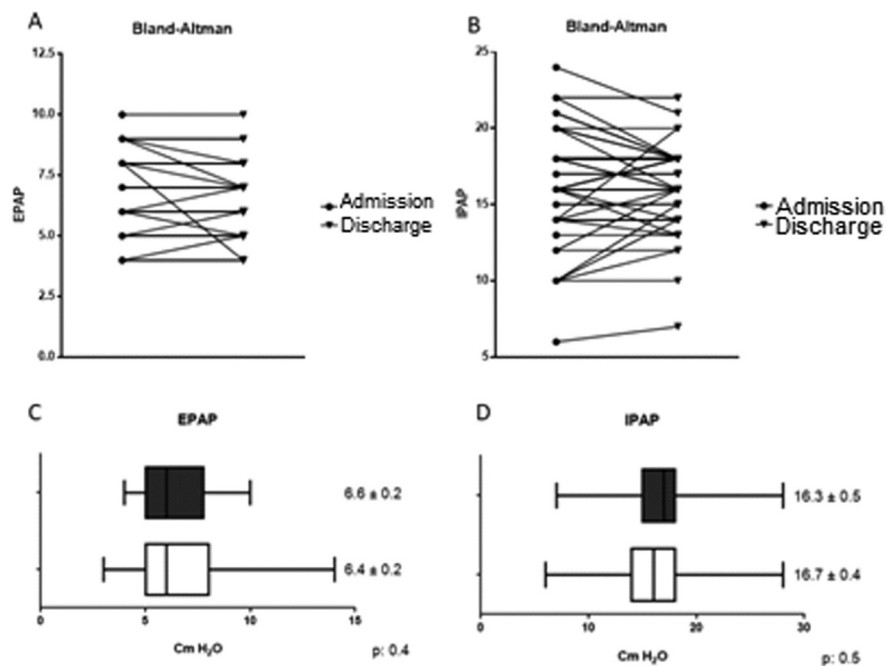 A
Bland-Altman
12.5
10.0
7.5
5.0
2.5
0.0
EPAP
Admission
Discharge
B
Bland-Altman
25
20
15
10
5
IPAP
Admission
Discharge
C
EPAP
6.6 ± 0.2
6.4 ± 0.2
0 5 10 15
Cm H₂O
p: 0.4
D
IPAP
16.3 ± 0.5
16.7 ± 0.4
0 10 20 30
Cm H₂O
p: 0.5